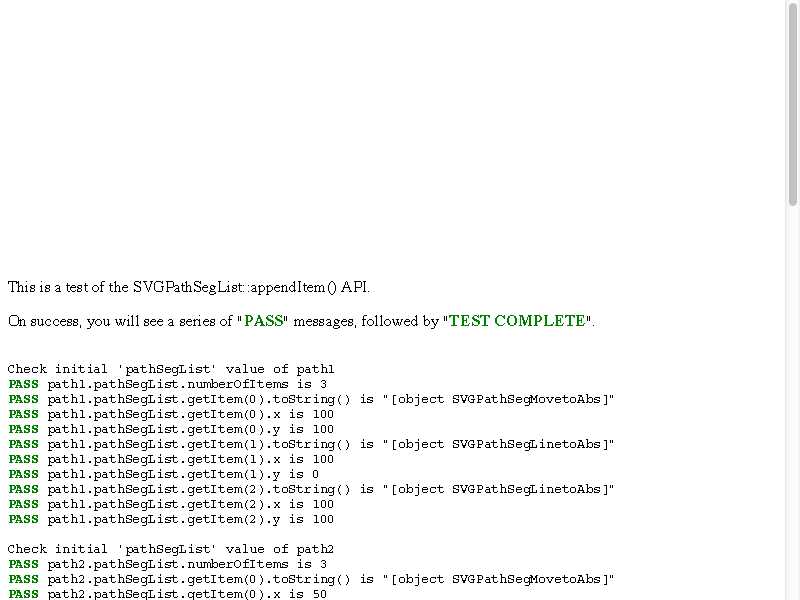 This is a test of the SVGPathSegList::appendItem() API.
On success, you will see a series of "PASS" messages, followed by "TEST COMPLETE".
Check initial 'pathSegList' value of path1
PASS path1.pathSegList.numberOfItems is 3
PASS path1.pathSegList.getItem(0).toString() is "[object SVGPathSegMovetoAbs]"
PASS path1.pathSegList.getItem(0).x is 100
PASS path1.pathSegList.getItem(0).y is 100
PASS path1.pathSegList.getItem(1).toString() is "[object SVGPathSegLinetoAbs]"
PASS path1.pathSegList.getItem(1).x is 100
PASS path1.pathSegList.getItem(1).y is 0
PASS path1.pathSegList.getItem(2).toString() is "[object SVGPathSegLinetoAbs]"
PASS path1.pathSegList.getItem(2).x is 100
PASS path1.pathSegList.getItem(2).y is 100
Check initial 'pathSegList' value of path2
PASS path2.pathSegList.numberOfItems is 3
PASS path2.pathSegList.getItem(0).toString() is "[object SVGPathSegMovetoAbs]"
PASS path2.pathSegList.getItem(0).x is 50